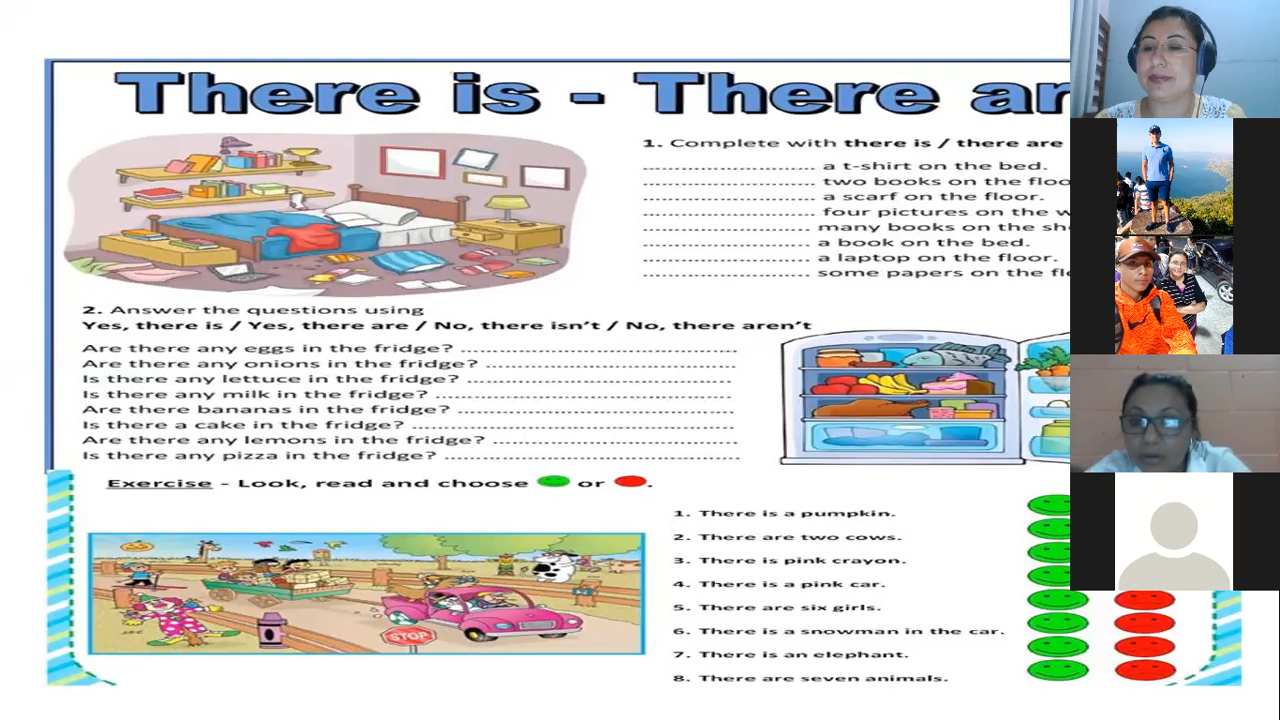 There is - There ar
1. Complete with there is / there are
.................................... a t-shirt on the bed.
.................................... two books on the floo
.................................... a scarf on the floor.
.................................... four pictures on the w
.................................... many books on the she
.................................... a book on the bed.
.................................... a laptop on the floor.
.................................... some papers on the flo
2. Answer the questions using
Yes, there is / Yes, there are / No, there isn't / No, there aren't
Are there any eggs in the fridge? ....................................
Are there any onions in the fridge? ....................................
Is there any lettuce in the fridge? ....................................
Is there any milk in the fridge? ....................................
Are there bananas in the fridge? ....................................
Is there a cake in the fridge? ....................................
Are there any lemons in the fridge? ....................................
Is there any pizza in the fridge? ....................................
Exercise - Look, read and choose or .
1. There is a pumpkin.
2. There are two cows.
3. There is pink crayon.
4. There is a pink car.
5. There are six girls.
6. There is a snowman in the car.
7. There is an elephant.
8. There are seven animals.
STOP